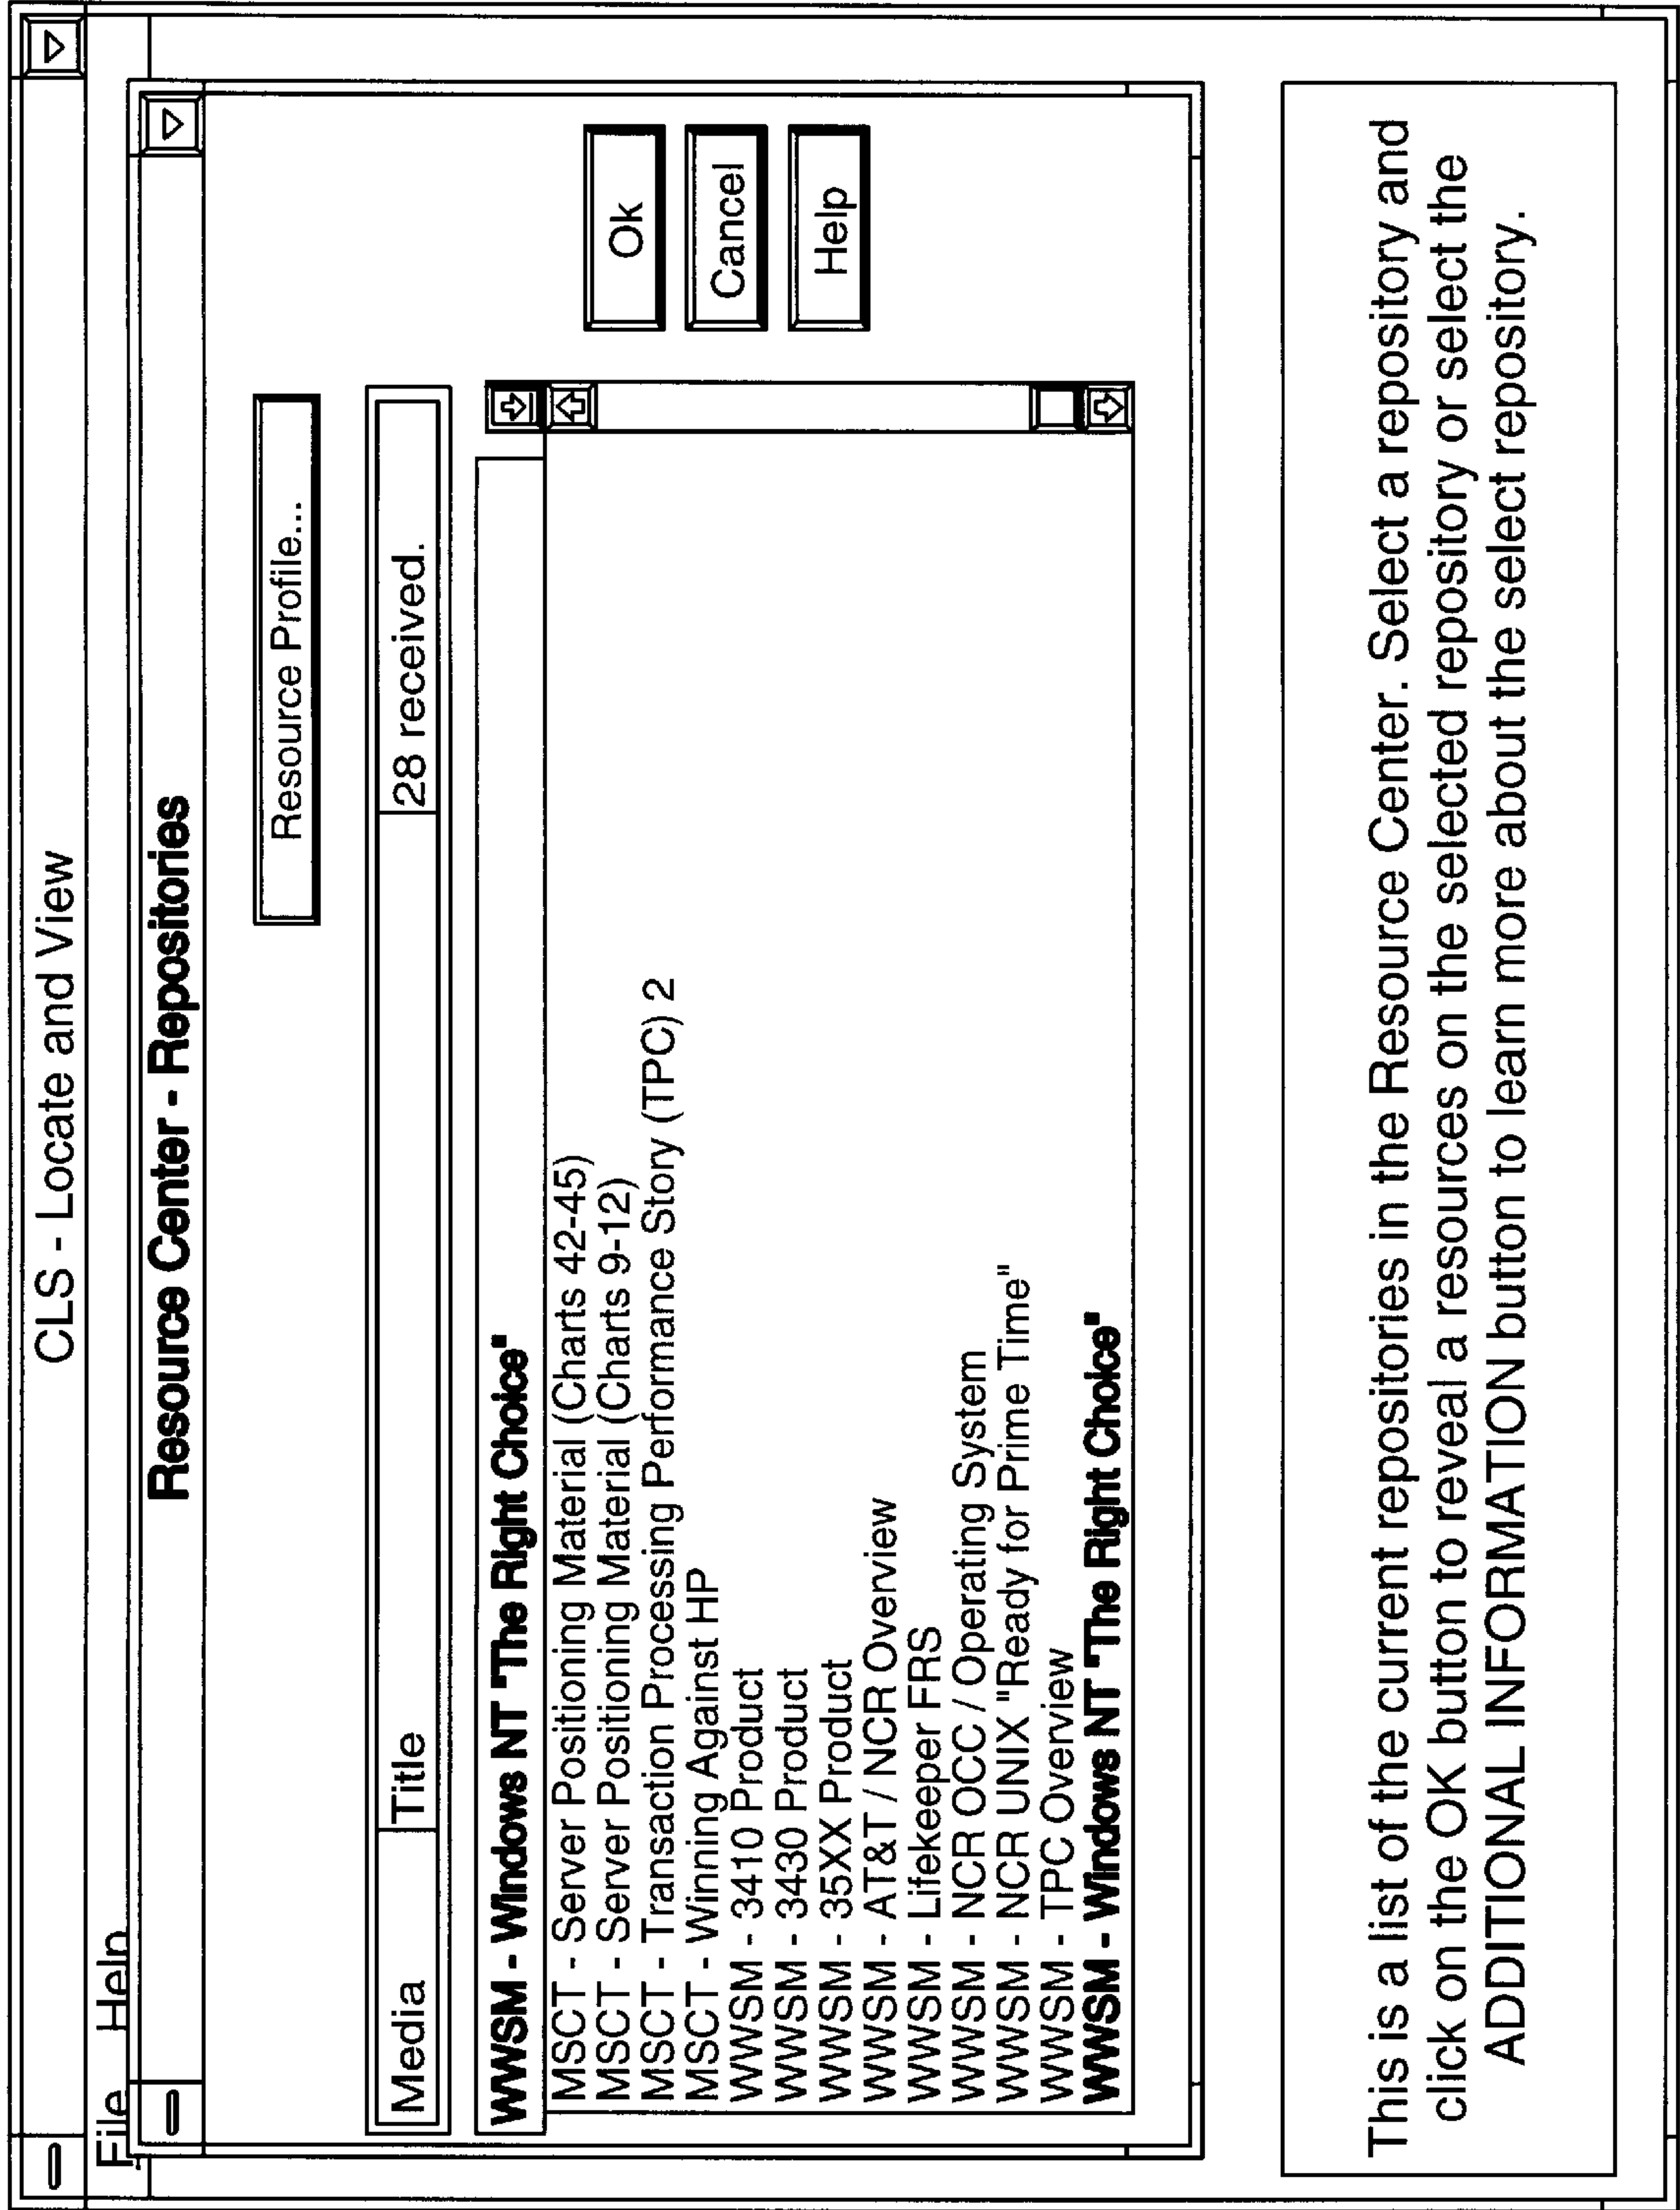 CLS - Locate and View
File Help
Resource Center - Repositories
Resource Profile...
Media Title 28 received.
WWSM - Windows NT "The Right Choice"
MSCT - Server Positioning Material (Charts 42-45)
MSCT - Server Positioning Material (Charts 9-12)
MSCT - Transaction Processing Performance Story (TPC) 2
MSCT - Winning Against HP
WWSM - 3410 Product
WWSM - 3430 Product
WWSM - 35XX Product
WWSM - AT&T / NCR Overview
WWSM - Lifekeeper FRS
WWSM - NCR OCC / Operating System
WWSM - NCR UNIX "Ready for Prime Time"
WWSM - TPC Overview
WWSM - Windows NT "The Right Choice"
Ok
Cancel
Help
This is a list of the current repositories in the Resource Center. Select a repository and
click on the OK button to reveal a resources on the selected repository or select the
ADDITIONAL INFORMATION button to learn more about the select repository.